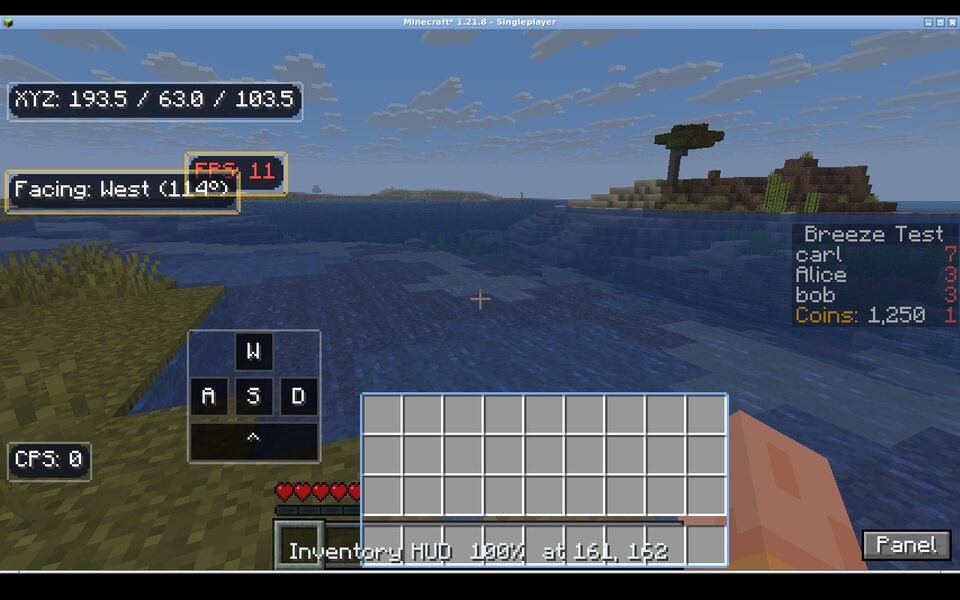 Minecraft* 1.21.8 - Singleplayer
XYZ: 193.5 / 63.0 / 103.5
FPS: 11
Facing: West (114°)
Breeze Test
carl 7
Alice 3
bob 3
Coins: 1,250 1
W
A S D
^
CPS: 0
Inventory HUD 100% at 161, 162
Panel